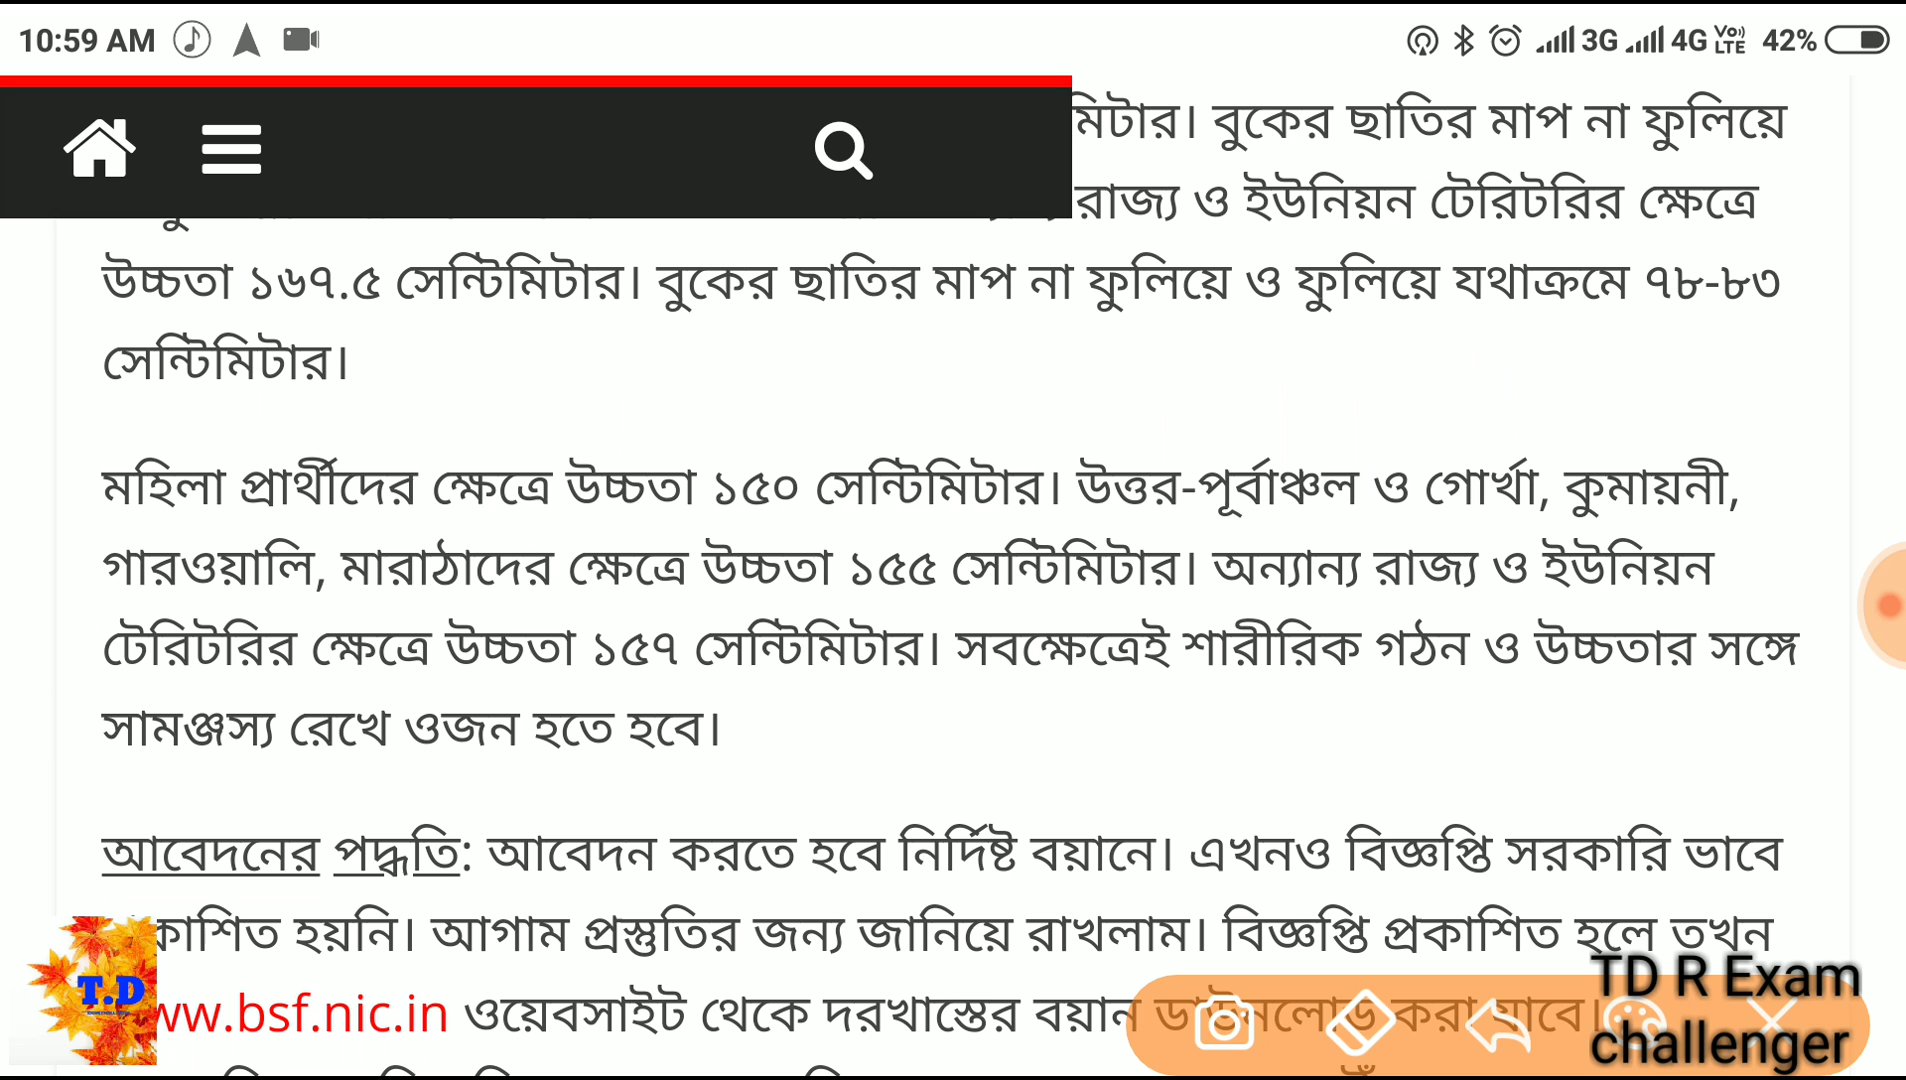 10:59 AM 3G 4G VoLTE 42%
মিটার। বুকের ছাতির মাপ না ফুলিয়ে
রাজ্য ও ইউনিয়ন টেরিটরির ক্ষেত্রে
উচ্চতা ১৬৭.৫ সেন্টিমিটার। বুকের ছাতির মাপ না ফুলিয়ে ও ফুলিয়ে যথাক্রমে ৭৮-৮৩
সেন্টিমিটার।
মহিলা প্রার্থীদের ক্ষেত্রে উচ্চতা ১৫০ সেন্টিমিটার। উত্তর-পূর্বাঞ্চল ও গোর্খা, কুমায়নী,
গারওয়ালি, মারাঠাদের ক্ষেত্রে উচ্চতা ১৫৫ সেন্টিমিটার। অন্যান্য রাজ্য ও ইউনিয়ন
টেরিটরির ক্ষেত্রে উচ্চতা ১৫৭ সেন্টিমিটার। সবক্ষেত্রেই শারীরিক গঠন ও উচ্চতার সঙ্গে
সামঞ্জস্য রেখে ওজন হতে হবে।
আবেদনের পদ্ধতি: আবেদন করতে হবে নির্দিষ্ট বয়ানে। এখনও বিজ্ঞপ্তি সরকারি ভাবে
কাশিত হয়নি। আগাম প্রস্তুতির জন্য জানিয়ে রাখলাম। বিজ্ঞপ্তি প্রকাশিত হলে তখন
ww.bsf.nic.in ওয়েবসাইট থেকে দরখাস্তের বয়ান ডাউনলোড করা যাবে।
T.D
TD R Exam
challenger